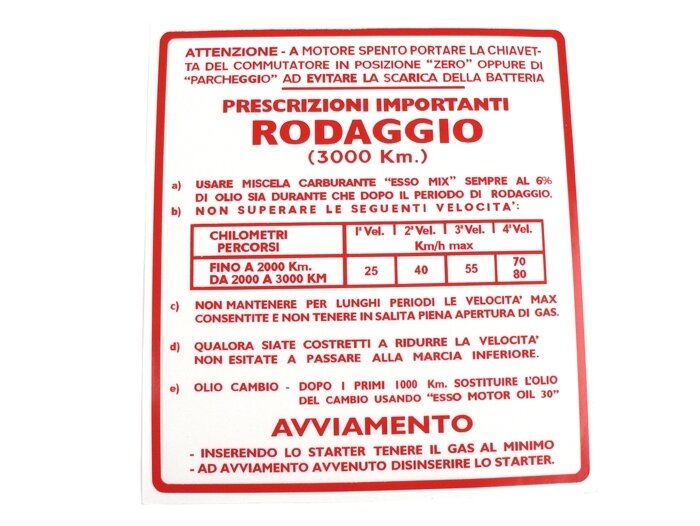 ATTENZIONE - A MOTORE SPENTO PORTARE LA CHIAVET-
TA DEL COMMUTATORE IN POSIZIONE "ZERO" OPPURE DI
"PARCHEGGIO" AD EVITARE LA SCARICA DELLA BATTERIA
PRESCRIZIONI IMPORTANTI
RODAGGIO
(3000 Km.)
a) USARE MISCELA CARBURANTE "ESSO MIX" SEMPRE AL 6%
DI OLIO SIA DURANTE CHE DOPO IL PERIODO DI RODAGGIO.
b) NON SUPERARE LE SEGUENTI VELOCITA':
CHILOMETRI PERCORSI | 1ª Vel. | 2ª Vel. | 3ª Vel. | 4ª Vel.
Km/h max
FINO A 2000 Km. | 25 | 40 | 55 | 70
DA 2000 A 3000 KM | 80
c) NON MANTENERE PER LUNGHI PERIODI LE VELOCITA' MAX
CONSENTITE E NON TENERE IN SALITA PIENA APERTURA DI GAS.
d) QUALORA SIATE COSTRETTI A RIDURRE LA VELOCITA'
NON ESITATE A PASSARE ALLA MARCIA INFERIORE.
e) OLIO CAMBIO - DOPO I PRIMI 1000 Km. SOSTITUIRE L'OLIO
DEL CAMBIO USANDO "ESSO MOTOR OIL 30"
AVVIAMENTO
- INSERENDO LO STARTER TENERE IL GAS AL MINIMO
- AD AVVIAMENTO AVVENUTO DISINSERIRE LO STARTER.